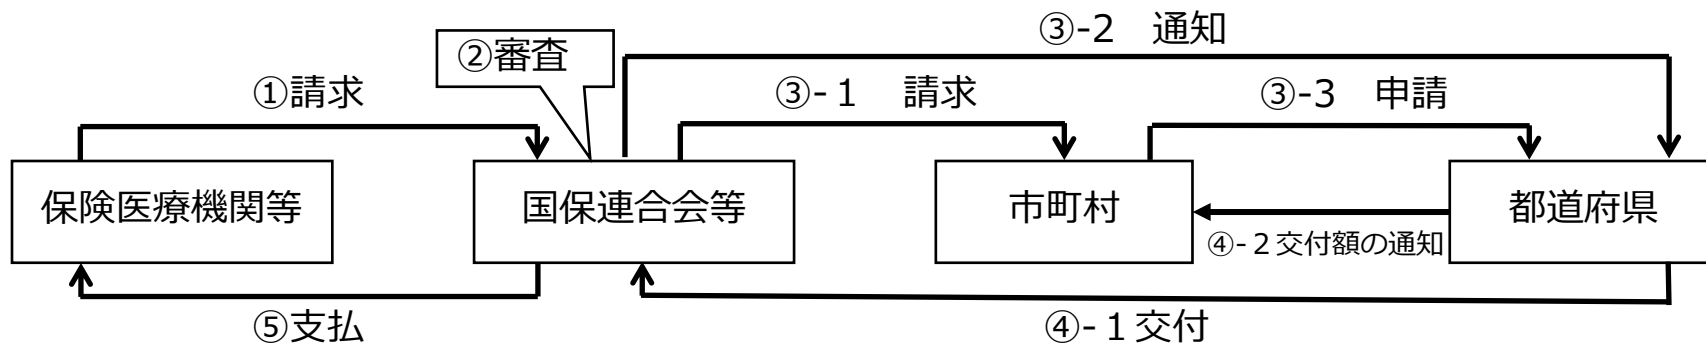 ③-2　通知
②審査
①請求
③-１　請求
③-3　申請
保険医療機関等
国保連合会等
市町村
都道府県
④-２交付額の通知
⑤支払
④-１交付